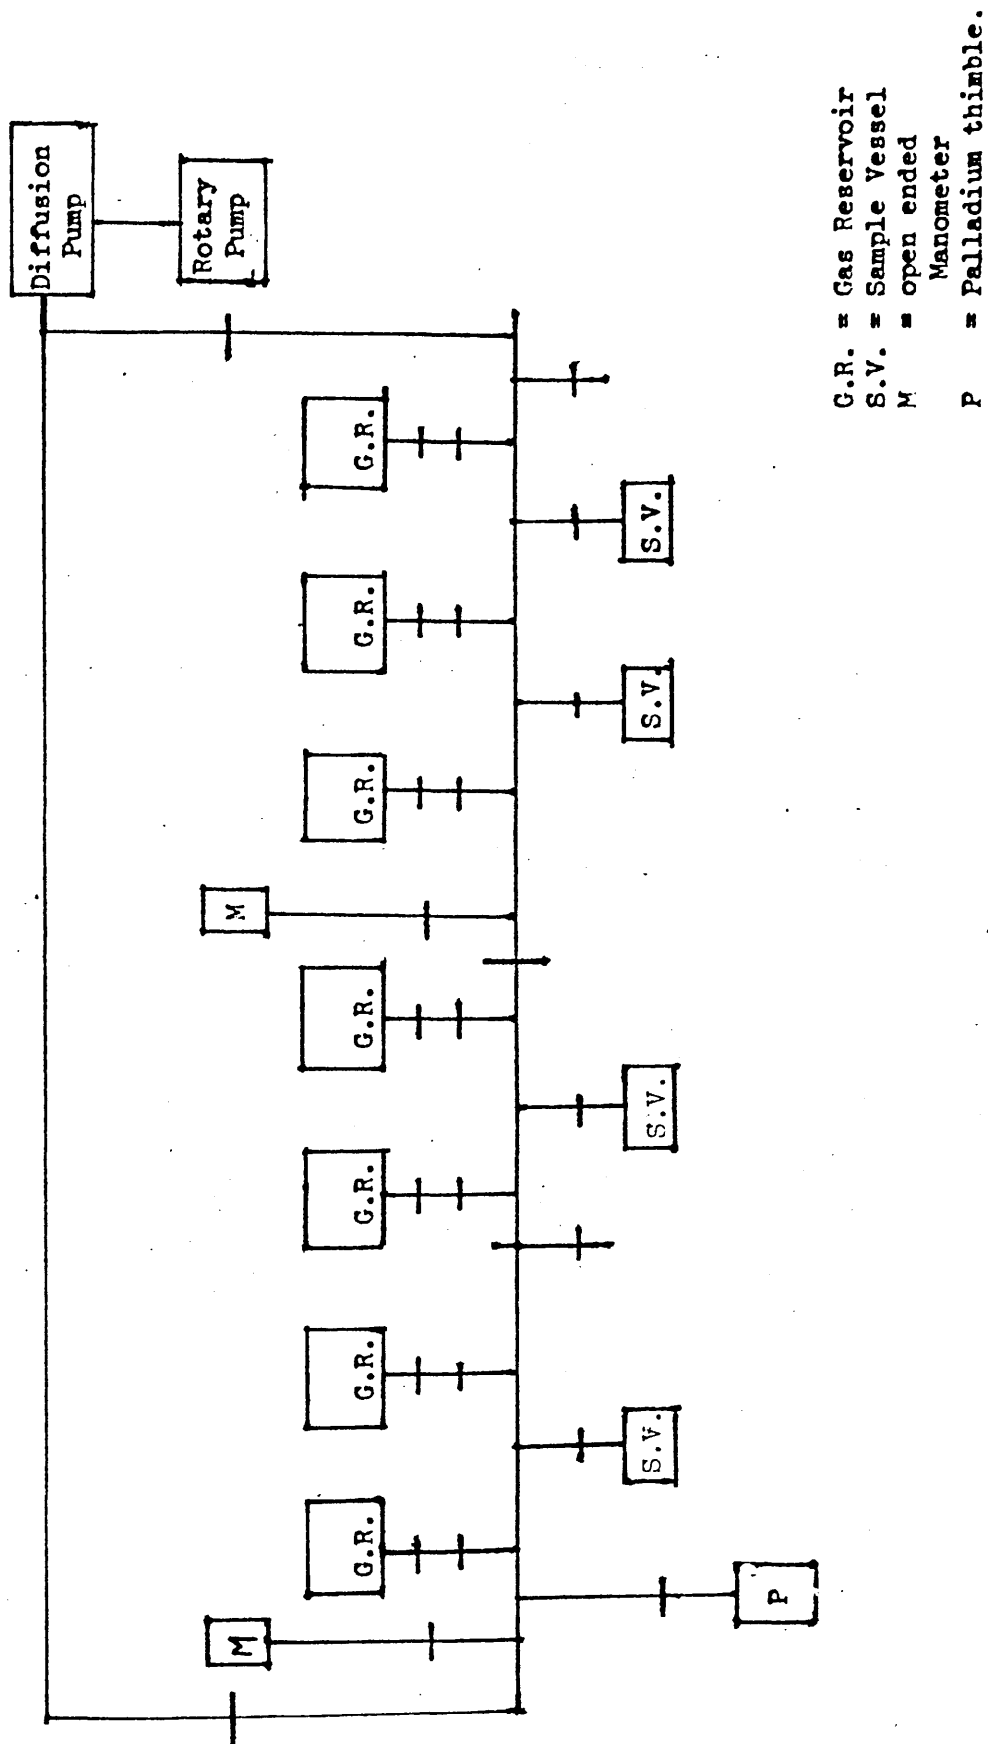 Diffusion
Pump
Rotary
Pump
M
M
G.R.
G.R.
G.R.
G.R.
G.R.
G.R.
G.R.
S.V.
S.V.
S.V.
S.V.
P
G.R. = Gas Reservoir
S.V. = Sample Vessel
M = open ended
Manometer
P = Palladium thimble.